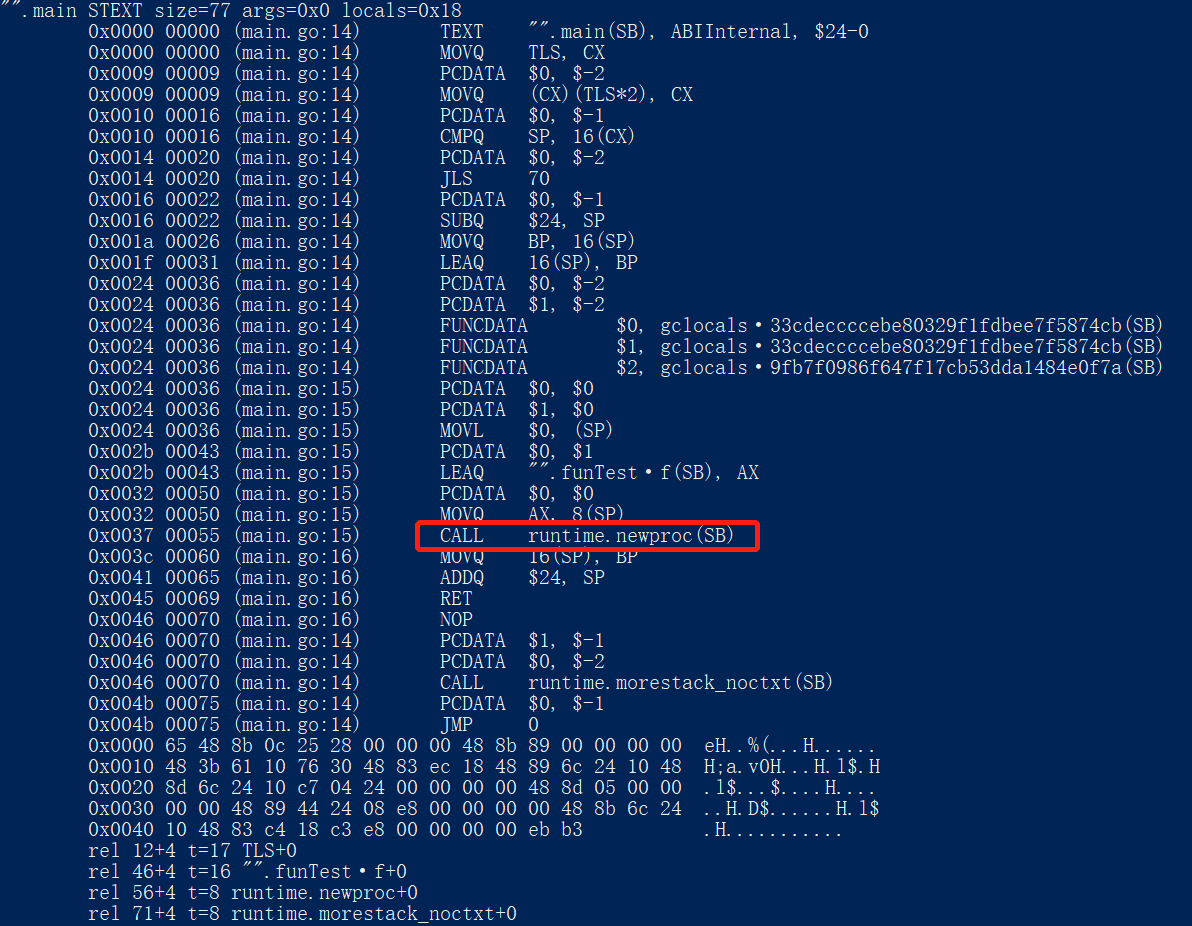 "".main STEXT size=77 args=0x0 locals=0x18
0x0000 00000 (main.go:14) TEXT "".main(SB), ABIInternal, $24-0
0x0000 00000 (main.go:14) MOVQ TLS, CX
0x0009 00009 (main.go:14) PCDATA $0, $-2
0x0009 00009 (main.go:14) MOVQ (CX)(TLS*2), CX
0x0010 00016 (main.go:14) PCDATA $0, $-1
0x0010 00016 (main.go:14) CMPQ SP, 16(CX)
0x0014 00020 (main.go:14) PCDATA $0, $-2
0x0014 00020 (main.go:14) JLS 70
0x0016 00022 (main.go:14) PCDATA $0, $-1
0x0016 00022 (main.go:14) SUBQ $24, SP
0x001a 00026 (main.go:14) MOVQ BP, 16(SP)
0x001f 00031 (main.go:14) LEAQ 16(SP), BP
0x0024 00036 (main.go:14) PCDATA $0, $-2
0x0024 00036 (main.go:14) PCDATA $1, $-2
0x0024 00036 (main.go:14) FUNCDATA $0, gclocals·33cdeccccebe80329f1fdbee7f5874cb(SB)
0x0024 00036 (main.go:14) FUNCDATA $1, gclocals·33cdeccccebe80329f1fdbee7f5874cb(SB)
0x0024 00036 (main.go:14) FUNCDATA $2, gclocals·9fb7f0986f647f17cb53dda1484e0f7a(SB)
0x0024 00036 (main.go:15) PCDATA $0, $0
0x0024 00036 (main.go:15) PCDATA $1, $0
0x0024 00036 (main.go:15) MOVL $0, (SP)
0x002b 00043 (main.go:15) PCDATA $0, $1
0x002b 00043 (main.go:15) LEAQ "".funTest·f(SB), AX
0x0032 00050 (main.go:15) PCDATA $0, $0
0x0032 00050 (main.go:15) MOVQ AX, 8(SP)
0x0037 00055 (main.go:15) CALL runtime.newproc(SB)
0x003c 00060 (main.go:16) MOVQ 16(SP), BP
0x0041 00065 (main.go:16) ADDQ $24, SP
0x0045 00069 (main.go:16) RET
0x0046 00070 (main.go:16) NOP
0x0046 00070 (main.go:14) PCDATA $1, $-1
0x0046 00070 (main.go:14) PCDATA $0, $-2
0x0046 00070 (main.go:14) CALL runtime.morestack_noctxt(SB)
0x004b 00075 (main.go:14) PCDATA $0, $-1
0x004b 00075 (main.go:14) JMP 0
0x0000 65 48 8b 0c 25 28 00 00 00 48 8b 89 00 00 00 00 eH..%(...H......
0x0010 48 3b 61 10 76 30 48 83 ec 18 48 89 6c 24 10 48 H;a.v0H...H.l$.H
0x0020 8d 6c 24 10 c7 04 24 00 00 00 00 48 8d 05 00 00 .l$...$....H....
0x0030 00 00 48 89 44 24 08 e8 00 00 00 00 48 8b 6c 24 ..H.D$......H.l$
0x0040 10 48 83 c4 18 c3 e8 00 00 00 00 eb b3 .H...........
rel 12+4 t=17 TLS+0
rel 46+4 t=16 "".funTest·f+0
rel 56+4 t=8 runtime.newproc+0
rel 71+4 t=8 runtime.morestack_noctxt+0